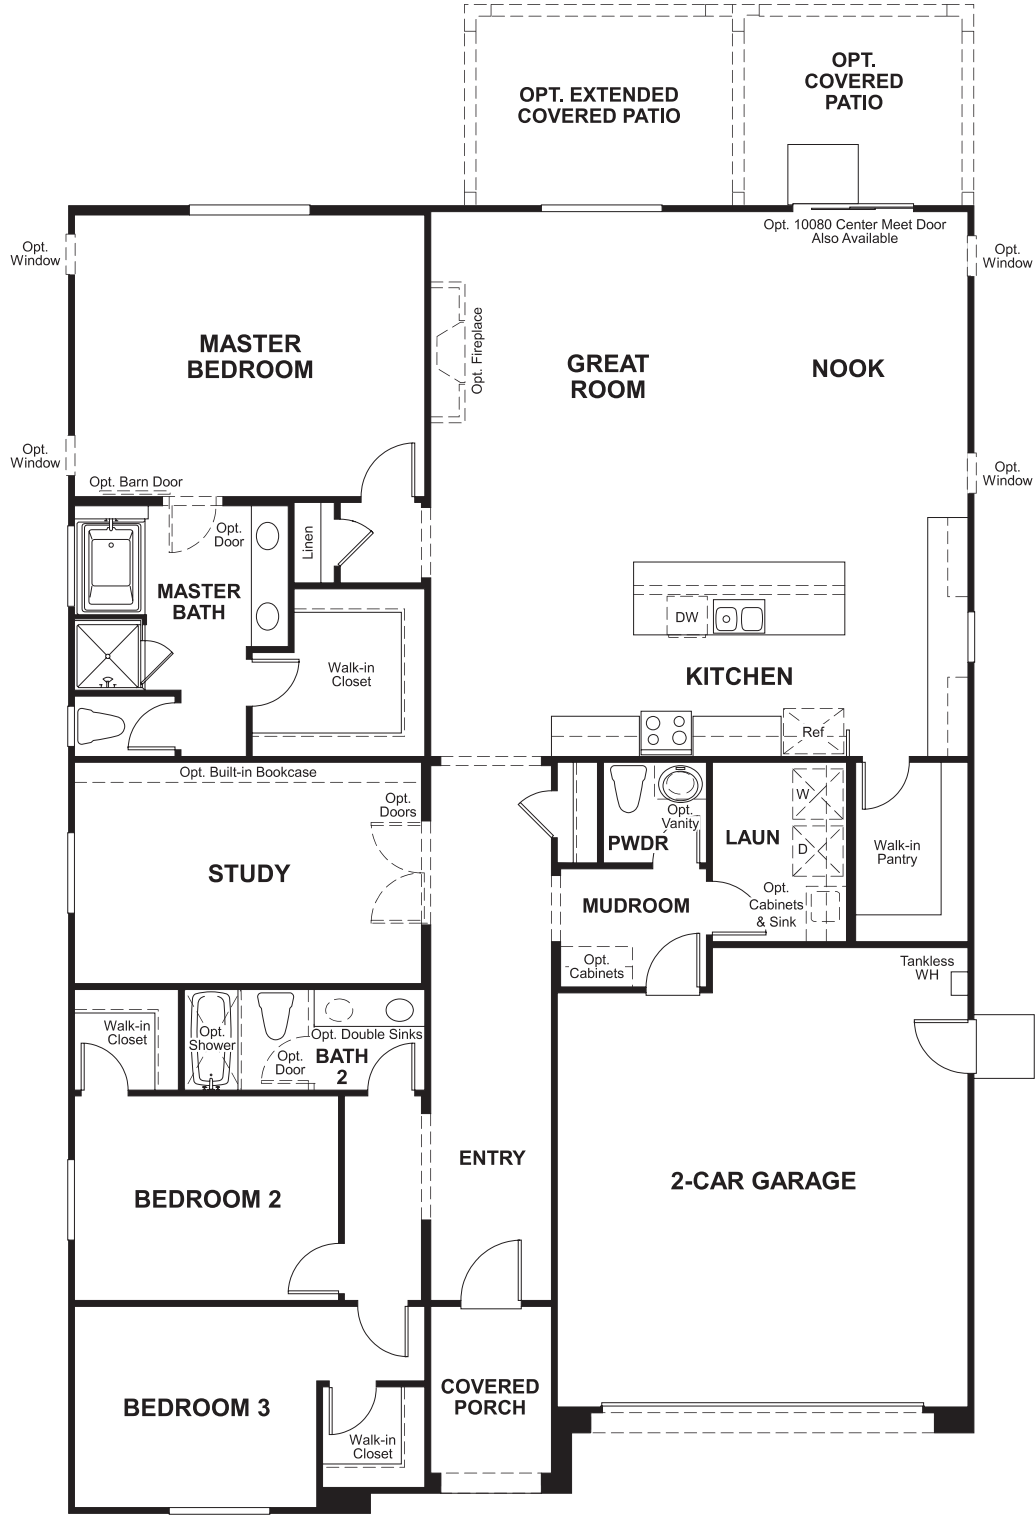 OPT. EXTENDED
COVERED PATIO
OPT.
COVERED
PATIO
Opt. 10080 Center Meet Door
Also Available
Opt.
Window
Opt.
Window
MASTER
BEDROOM
Opt. Fireplace
GREAT
ROOM
NOOK
Opt.
Window
Opt.
Window
Opt. Barn Door
Opt.
Door
Linen
MASTER
BATH
DW
Walk-in
Closet
KITCHEN
Ref
Opt. Built-in Bookcase
Opt.
Doors
STUDY
Opt.
Vanity
PWDR
LAUN
W
D
Walk-in
Pantry
MUDROOM
Opt.
Cabinets
& Sink
Opt.
Cabinets
Tankless
WH
Walk-in
Closet
Opt.
Shower
Opt. Double Sinks
Opt.
Door
BATH
2
ENTRY
2-CAR GARAGE
BEDROOM 2
COVERED
PORCH
BEDROOM 3
Walk-in
Closet